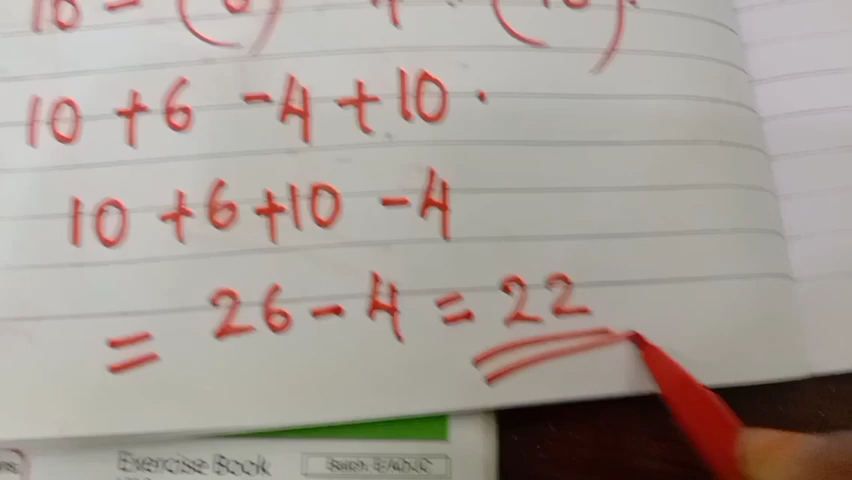 10 + 6 - 4 + 10.
10 + 6 + 10 - 4
= 26 - 4 = 22
Exercise Book